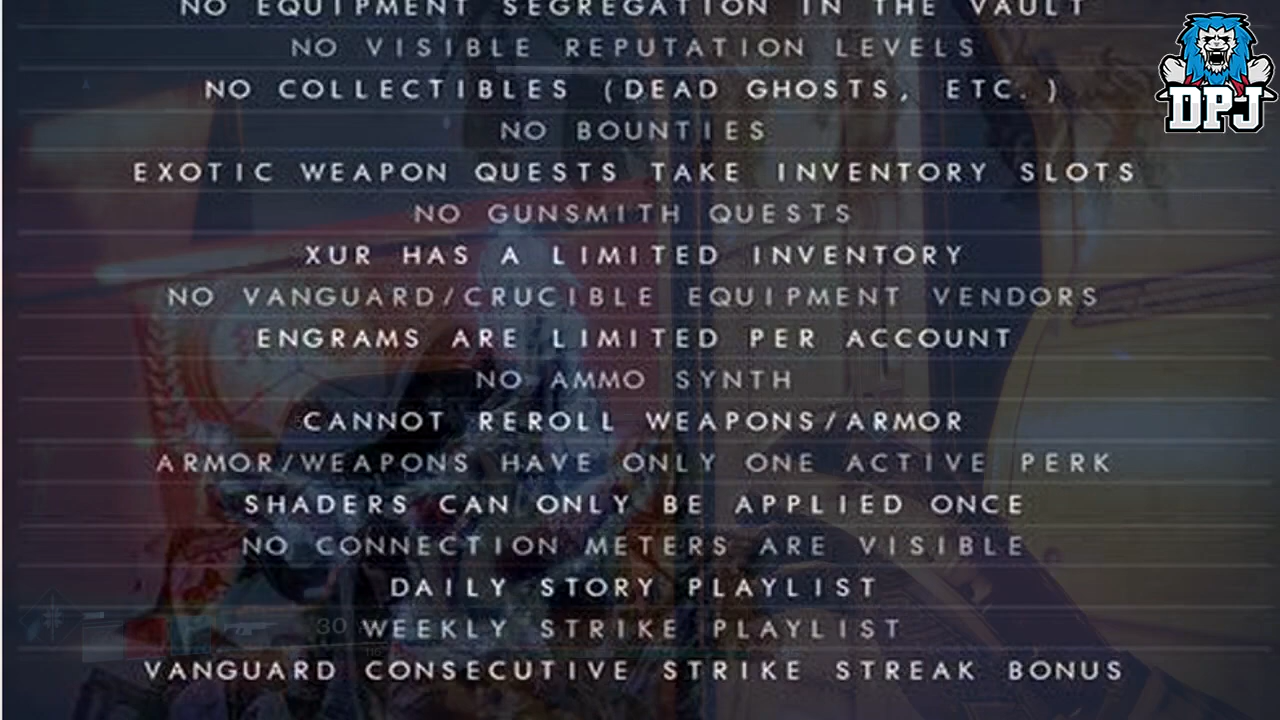 NO EQUIPMENT SEGREGATION IN THE VAULT
NO VISIBLE REPUTATION LEVELS
NO COLLECTIBLES (DEAD GHOSTS, ETC.)
NO BOUNTIES
EXOTIC WEAPON QUESTS TAKE INVENTORY SLOTS
NO GUNSMITH QUESTS
XUR HAS A LIMITED INVENTORY
NO VANGUARD/CRUCIBLE EQUIPMENT VENDORS
ENGRAMS ARE LIMITED PER ACCOUNT
NO AMMO SYNTH
CANNOT REROLL WEAPONS/ARMOR
ARMOR/WEAPONS HAVE ONLY ONE ACTIVE PERK
SHADERS CAN ONLY BE APPLIED ONCE
NO CONNECTION METERS ARE VISIBLE
DAILY STORY PLAYLIST
WEEKLY STRIKE PLAYLIST
VANGUARD CONSECUTIVE STRIKE STREAK BONUS
DPJ
30
116